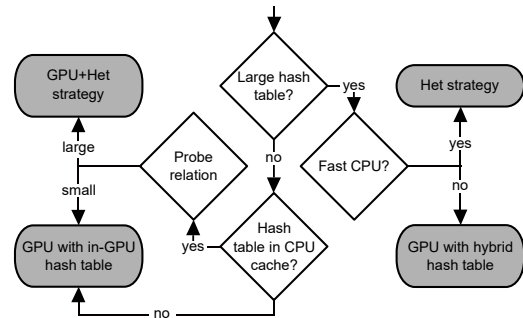 GPU+Het
strategy
Large hash
table?
yes
Het strategy
large
Probe
relation
no
Fast CPU?
yes
small
no
GPU with in-GPU
hash table
yes
Hash
table in CPU
cache?
GPU with hybrid
hash table
no